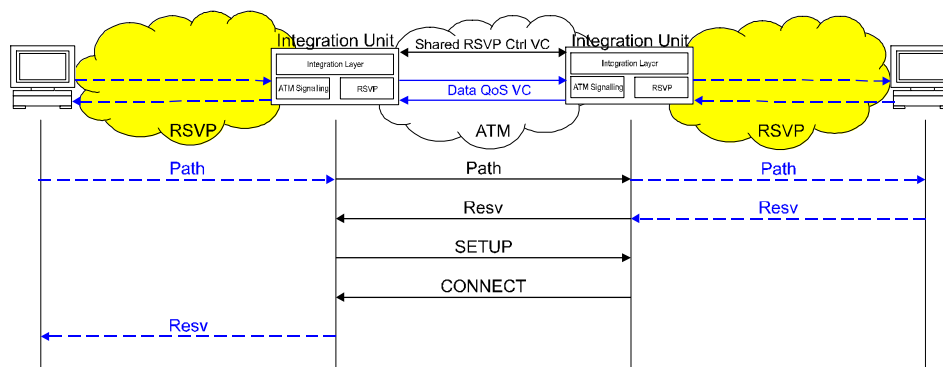 Integration Unit
Shared RSVP Ctrl VC
Integration Unit
Integration Layer
Integration Layer
ATM Signalling
RSVP
Data QoS VC
ATM Signalling
RSVP
RSVP
ATM
RSVP
Path
Path
Path
Resv
Resv
SETUP
CONNECT
Resv